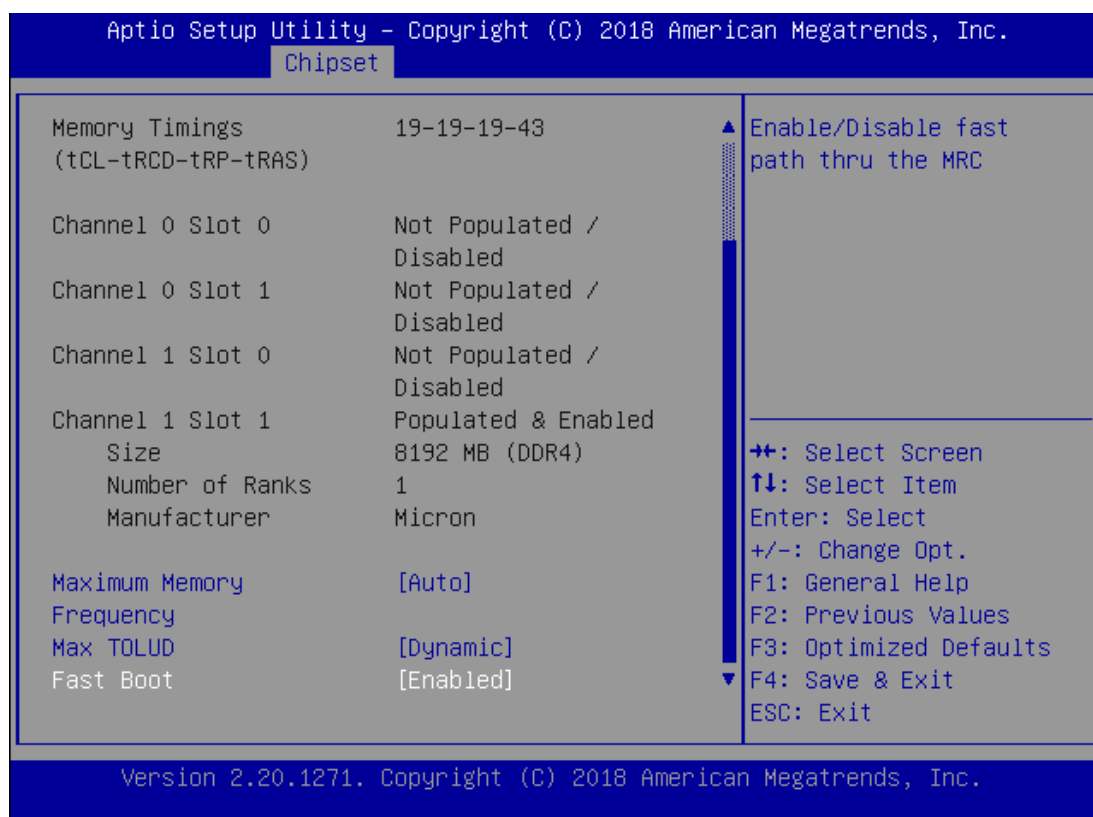 Aptio Setup Utility – Copyright (C) 2018 American Megatrends, Inc.
Chipset
Memory Timings 19-19-19-43
(tCL-tRCD-tRP-tRAS)
Channel 0 Slot 0 Not Populated /
Disabled
Channel 0 Slot 1 Not Populated /
Disabled
Channel 1 Slot 0 Not Populated /
Disabled
Channel 1 Slot 1 Populated & Enabled
Size 8192 MB (DDR4)
Number of Ranks 1
Manufacturer Micron
Maximum Memory [Auto]
Frequency
Max TOLUD [Dynamic]
Fast Boot [Enabled]
Enable/Disable fast
path thru the MRC
→←: Select Screen
↑↓: Select Item
Enter: Select
+/-: Change Opt.
F1: General Help
F2: Previous Values
F3: Optimized Defaults
F4: Save & Exit
ESC: Exit
Version 2.20.1271. Copyright (C) 2018 American Megatrends, Inc.